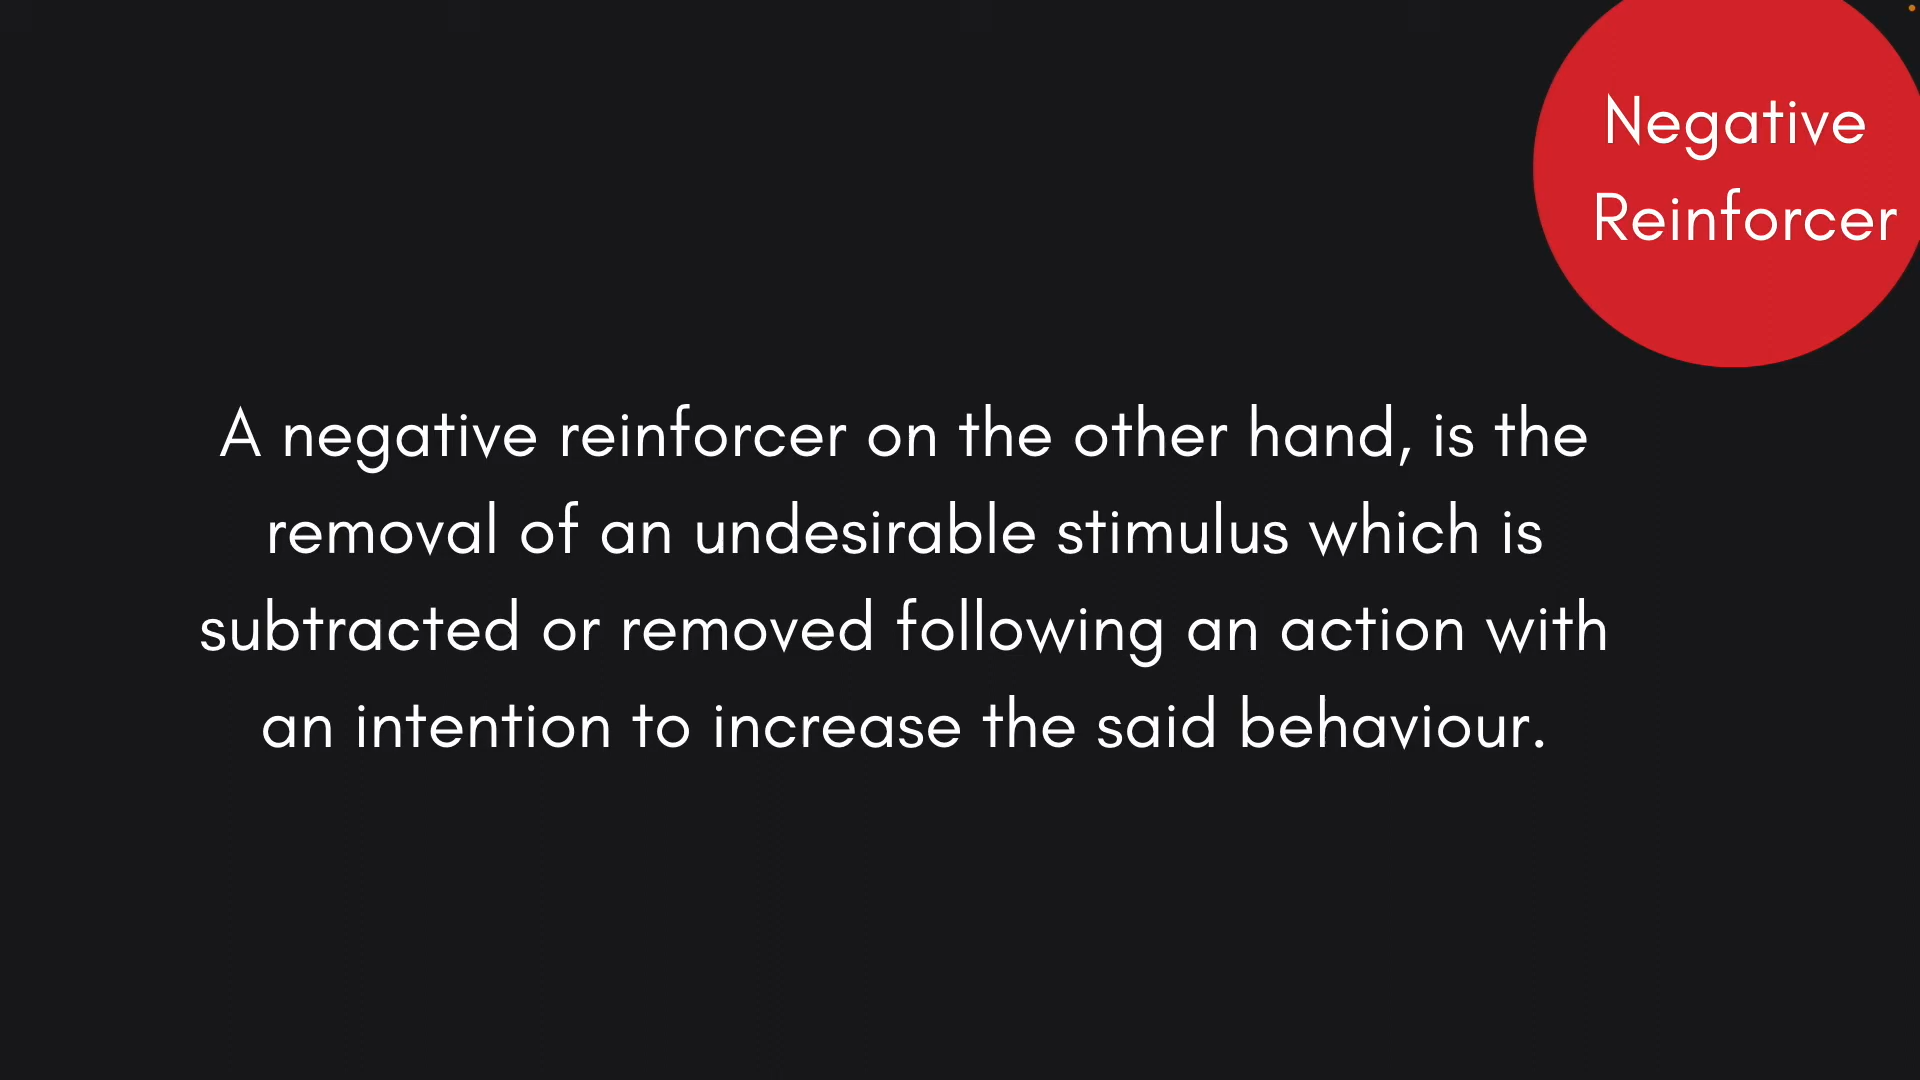 Negative
Reinforcer
A negative reinforcer on the other hand, is the
removal of an undesirable stimulus which is
subtracted or removed following an action with
an intention to increase the said behaviour.